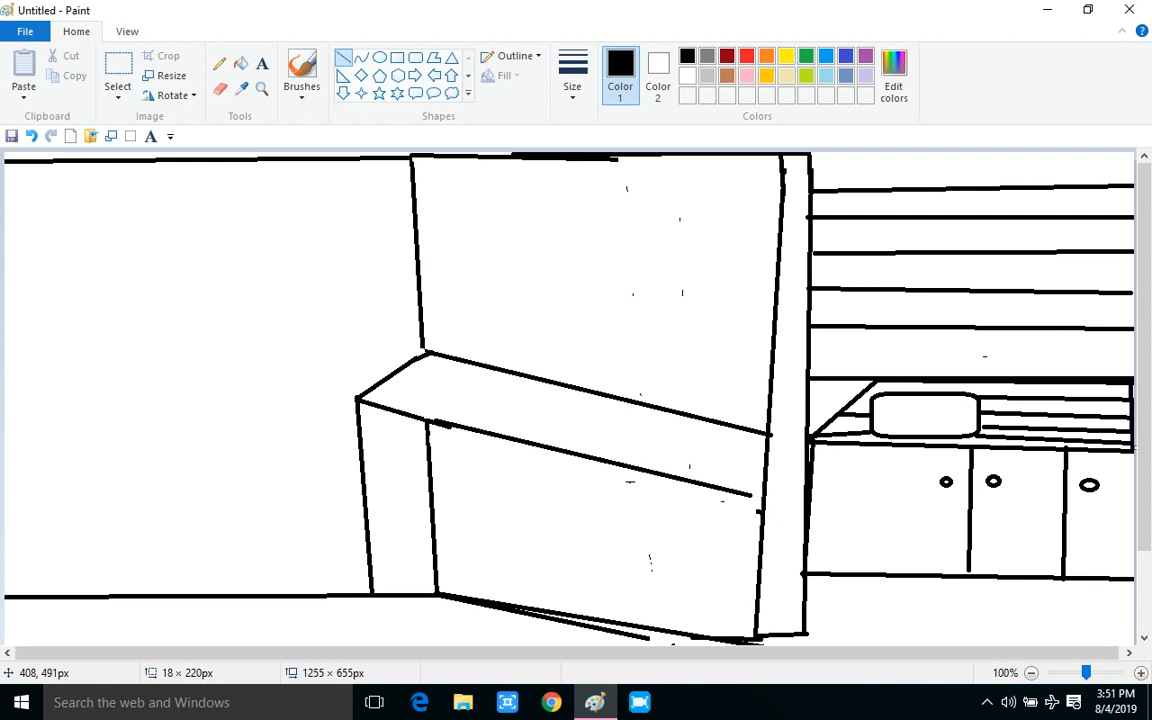 Untitled - Paint
File
Home
View
Paste
Cut
Copy
Clipboard
Select
Crop
Resize
Rotate
Image
A
Tools
Brushes
Outline
Fill
Shapes
Size
Color 1
Color 2
Edit colors
Colors
A
408, 491px
18 × 220px
1255 × 655px
100%
Search the web and Windows
3:51 PM
8/4/2019